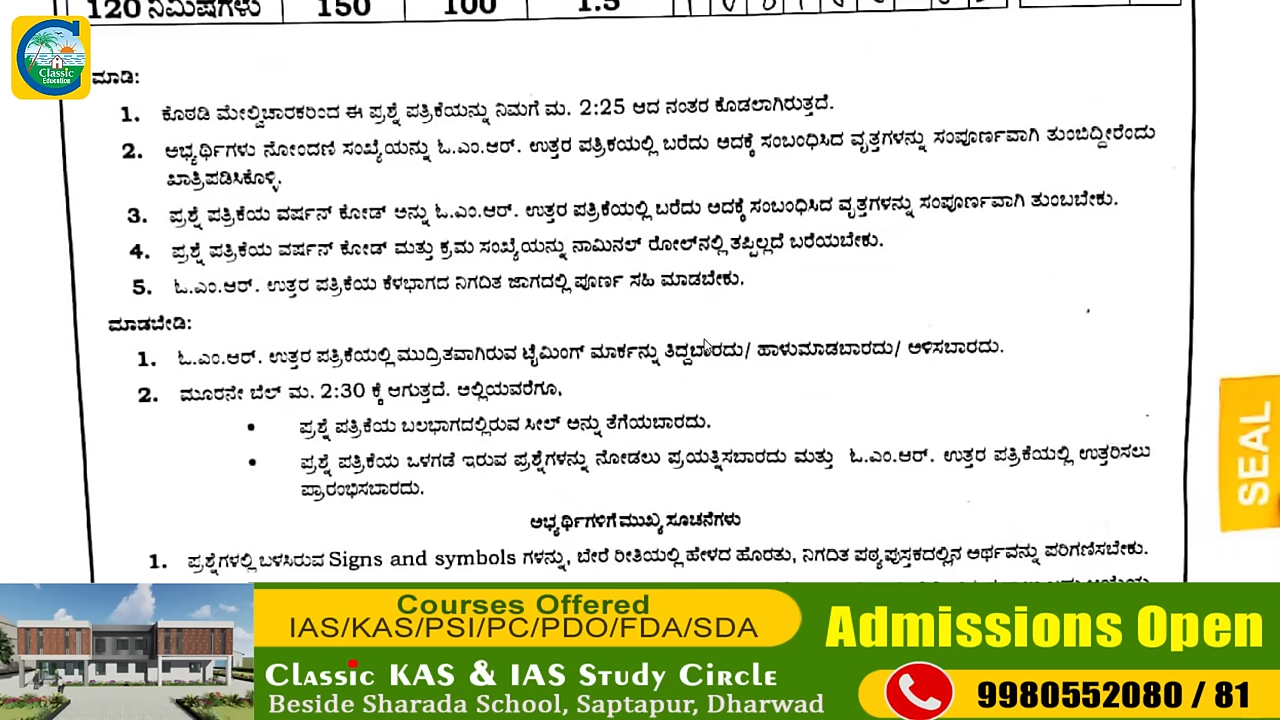 120 ನಿಮಿಷಗಳು 150 100 1.5
Classic
Education
ಮಾಡಿ:
1. ಕೊಠಡಿ ಮೇಲ್ವಿಚಾರಕರಿಂದ ಈ ಪ್ರಶ್ನೆ ಪತ್ರಿಕೆಯನ್ನು ನಿಮಗೆ ಮ. 2:25 ಆದ ನಂತರ ಕೊಡಲಾಗಿರುತ್ತದೆ.
2. ಅಭ್ಯರ್ಥಿಗಳು ನೋಂದಣಿ ಸಂಖ್ಯೆಯನ್ನು ಓ.ಎಂ.ಆರ್. ಉತ್ತರ ಪತ್ರಿಕಯಲ್ಲಿ ಬರೆದು ಅದಕ್ಕೆ ಸಂಬಂಧಿಸಿದ ವೃತ್ತಗಳನ್ನು ಸಂಪೂರ್ಣವಾಗಿ ತುಂಬಿದ್ದೀರೆಂದು
ಖಾತ್ರಿಪಡಿಸಿಕೊಳ್ಳಿ.
3. ಪ್ರಶ್ನೆ ಪತ್ರಿಕೆಯ ವರ್ಷನ್ ಕೋಡ್ ಅನ್ನು ಓ.ಎಂ.ಆರ್. ಉತ್ತರ ಪತ್ರಿಕೆಯಲ್ಲಿ ಬರೆದು ಅದಕ್ಕೆ ಸಂಬಂಧಿಸಿದ ವೃತ್ತಗಳನ್ನು ಸಂಪೂರ್ಣವಾಗಿ ತುಂಬಬೇಕು.
4. ಪ್ರಶ್ನೆ ಪತ್ರಿಕೆಯ ವರ್ಷನ್ ಕೋಡ್ ಮತ್ತು ಕ್ರಮ ಸಂಖ್ಯೆಯನ್ನು ನಾಮಿನಲ್ ರೋಲ್‌ನಲ್ಲಿ ತಪ್ಪಿಲ್ಲದೆ ಬರೆಯಬೇಕು.
5. ಓ.ಎಂ.ಆರ್. ಉತ್ತರ ಪತ್ರಿಕೆಯ ಕೆಳಭಾಗದ ನಿಗದಿತ ಜಾಗದಲ್ಲಿ ಪೂರ್ಣ ಸಹಿ ಮಾಡಬೇಕು.
ಮಾಡಬೇಡಿ:
1. ಓ.ಎಂ.ಆರ್. ಉತ್ತರ ಪತ್ರಿಕೆಯಲ್ಲಿ ಮುದ್ರಿತವಾಗಿರುವ ಟೈಮಿಂಗ್ ಮಾರ್ಕನ್ನು ತಿದ್ದಬಾರದು/ ಹಾಳುಮಾಡಬಾರದು/ ಅಳಿಸಬಾರದು.
2. ಮೂರನೇ ಬೆಲ್ ಮ. 2:30 ಕ್ಕೆ ಆಗುತ್ತದೆ. ಅಲ್ಲಿಯವರೆಗೂ,
• ಪ್ರಶ್ನೆ ಪತ್ರಿಕೆಯ ಬಲಭಾಗದಲ್ಲಿರುವ ಸೀಲ್ ಅನ್ನು ತೆಗೆಯಬಾರದು.
• ಪ್ರಶ್ನೆ ಪತ್ರಿಕೆಯ ಒಳಗಡೆ ಇರುವ ಪ್ರಶ್ನೆಗಳನ್ನು ನೋಡಲು ಪ್ರಯತ್ನಿಸಬಾರದು ಮತ್ತು ಓ.ಎಂ.ಆರ್. ಉತ್ತರ ಪತ್ರಿಕೆಯಲ್ಲಿ ಉತ್ತರಿಸಲು
ಪ್ರಾರಂಭಿಸಬಾರದು.
SEAL
ಅಭ್ಯರ್ಥಿಗಳಿಗೆ ಮುಖ್ಯ ಸೂಚನೆಗಳು
1. ಪ್ರಶ್ನೆಗಳಲ್ಲಿ ಬಳಸಿರುವ Signs and symbols ಗಳನ್ನು, ಬೇರೆ ರೀತಿಯಲ್ಲಿ ಹೇಳದ ಹೊರತು, ನಿಗದಿತ ಪಠ್ಯಪುಸ್ತಕದಲ್ಲಿನ ಅರ್ಥವನ್ನು ಪರಿಗಣಿಸಬೇಕು.
Courses Offered
IAS/KAS/PSI/PC/PDO/FDA/SDA
Classic KAS & IAS Study Circle
Beside Sharada School, Saptapur, Dharwad
Admissions Open
9980552080 / 81